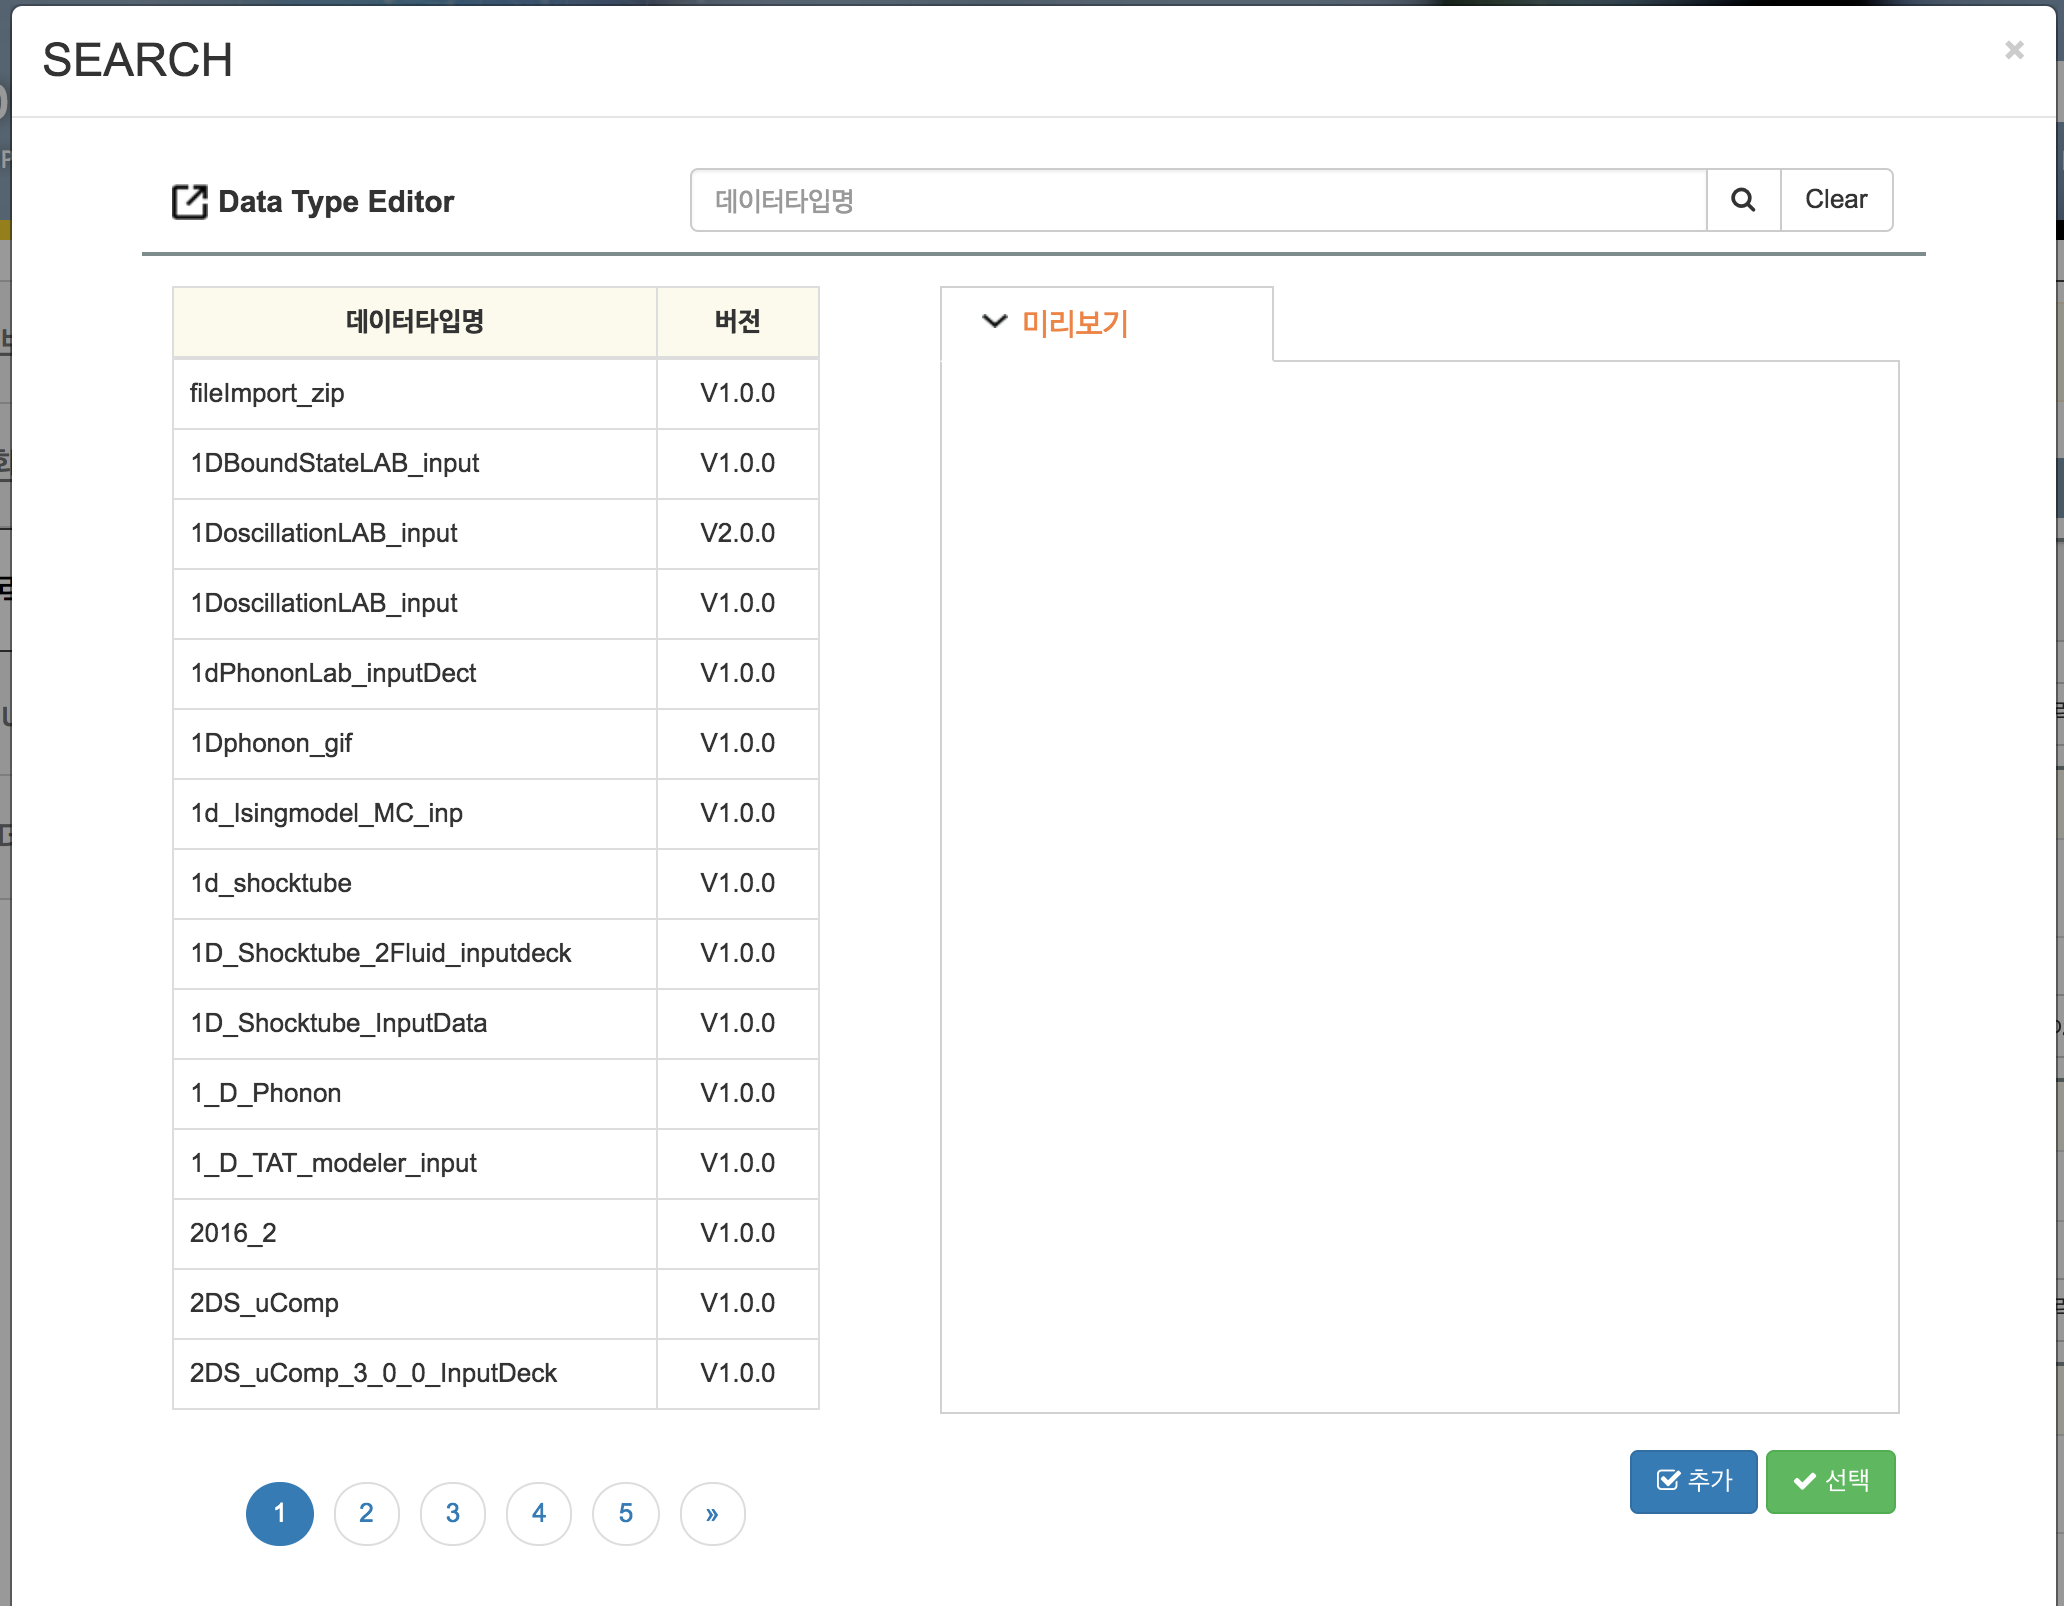 SEARCH
×
Data Type Editor
데이터타입명
Clear
데이터타입명 버전
fileImport_zip V1.0.0
1DBoundStateLAB_input V1.0.0
1DoscillationLAB_input V2.0.0
1DoscillationLAB_input V1.0.0
1dPhononLab_inputDect V1.0.0
1Dphonon_gif V1.0.0
1d_Isingmodel_MC_inp V1.0.0
1d_shocktube V1.0.0
1D_Shocktube_2Fluid_inputdeck V1.0.0
1D_Shocktube_InputData V1.0.0
1_D_Phonon V1.0.0
1_D_TAT_modeler_input V1.0.0
2016_2 V1.0.0
2DS_uComp V1.0.0
2DS_uComp_3_0_0_InputDeck V1.0.0
미리보기
추가 선택
1 2 3 4 5 »